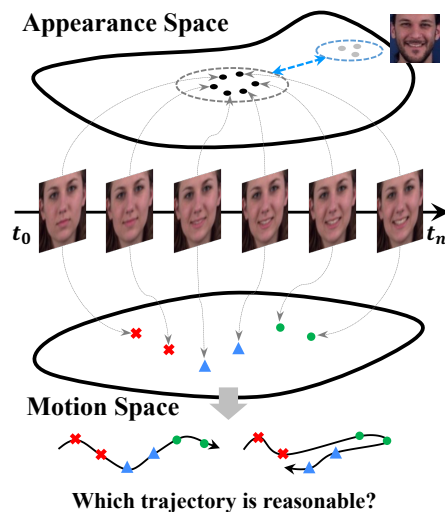 Appearance Space
t₀
tₙ
Motion Space
Which trajectory is reasonable?